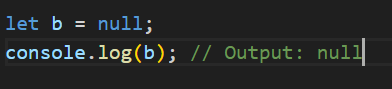 let b = null;
console.log(b); // Output: null